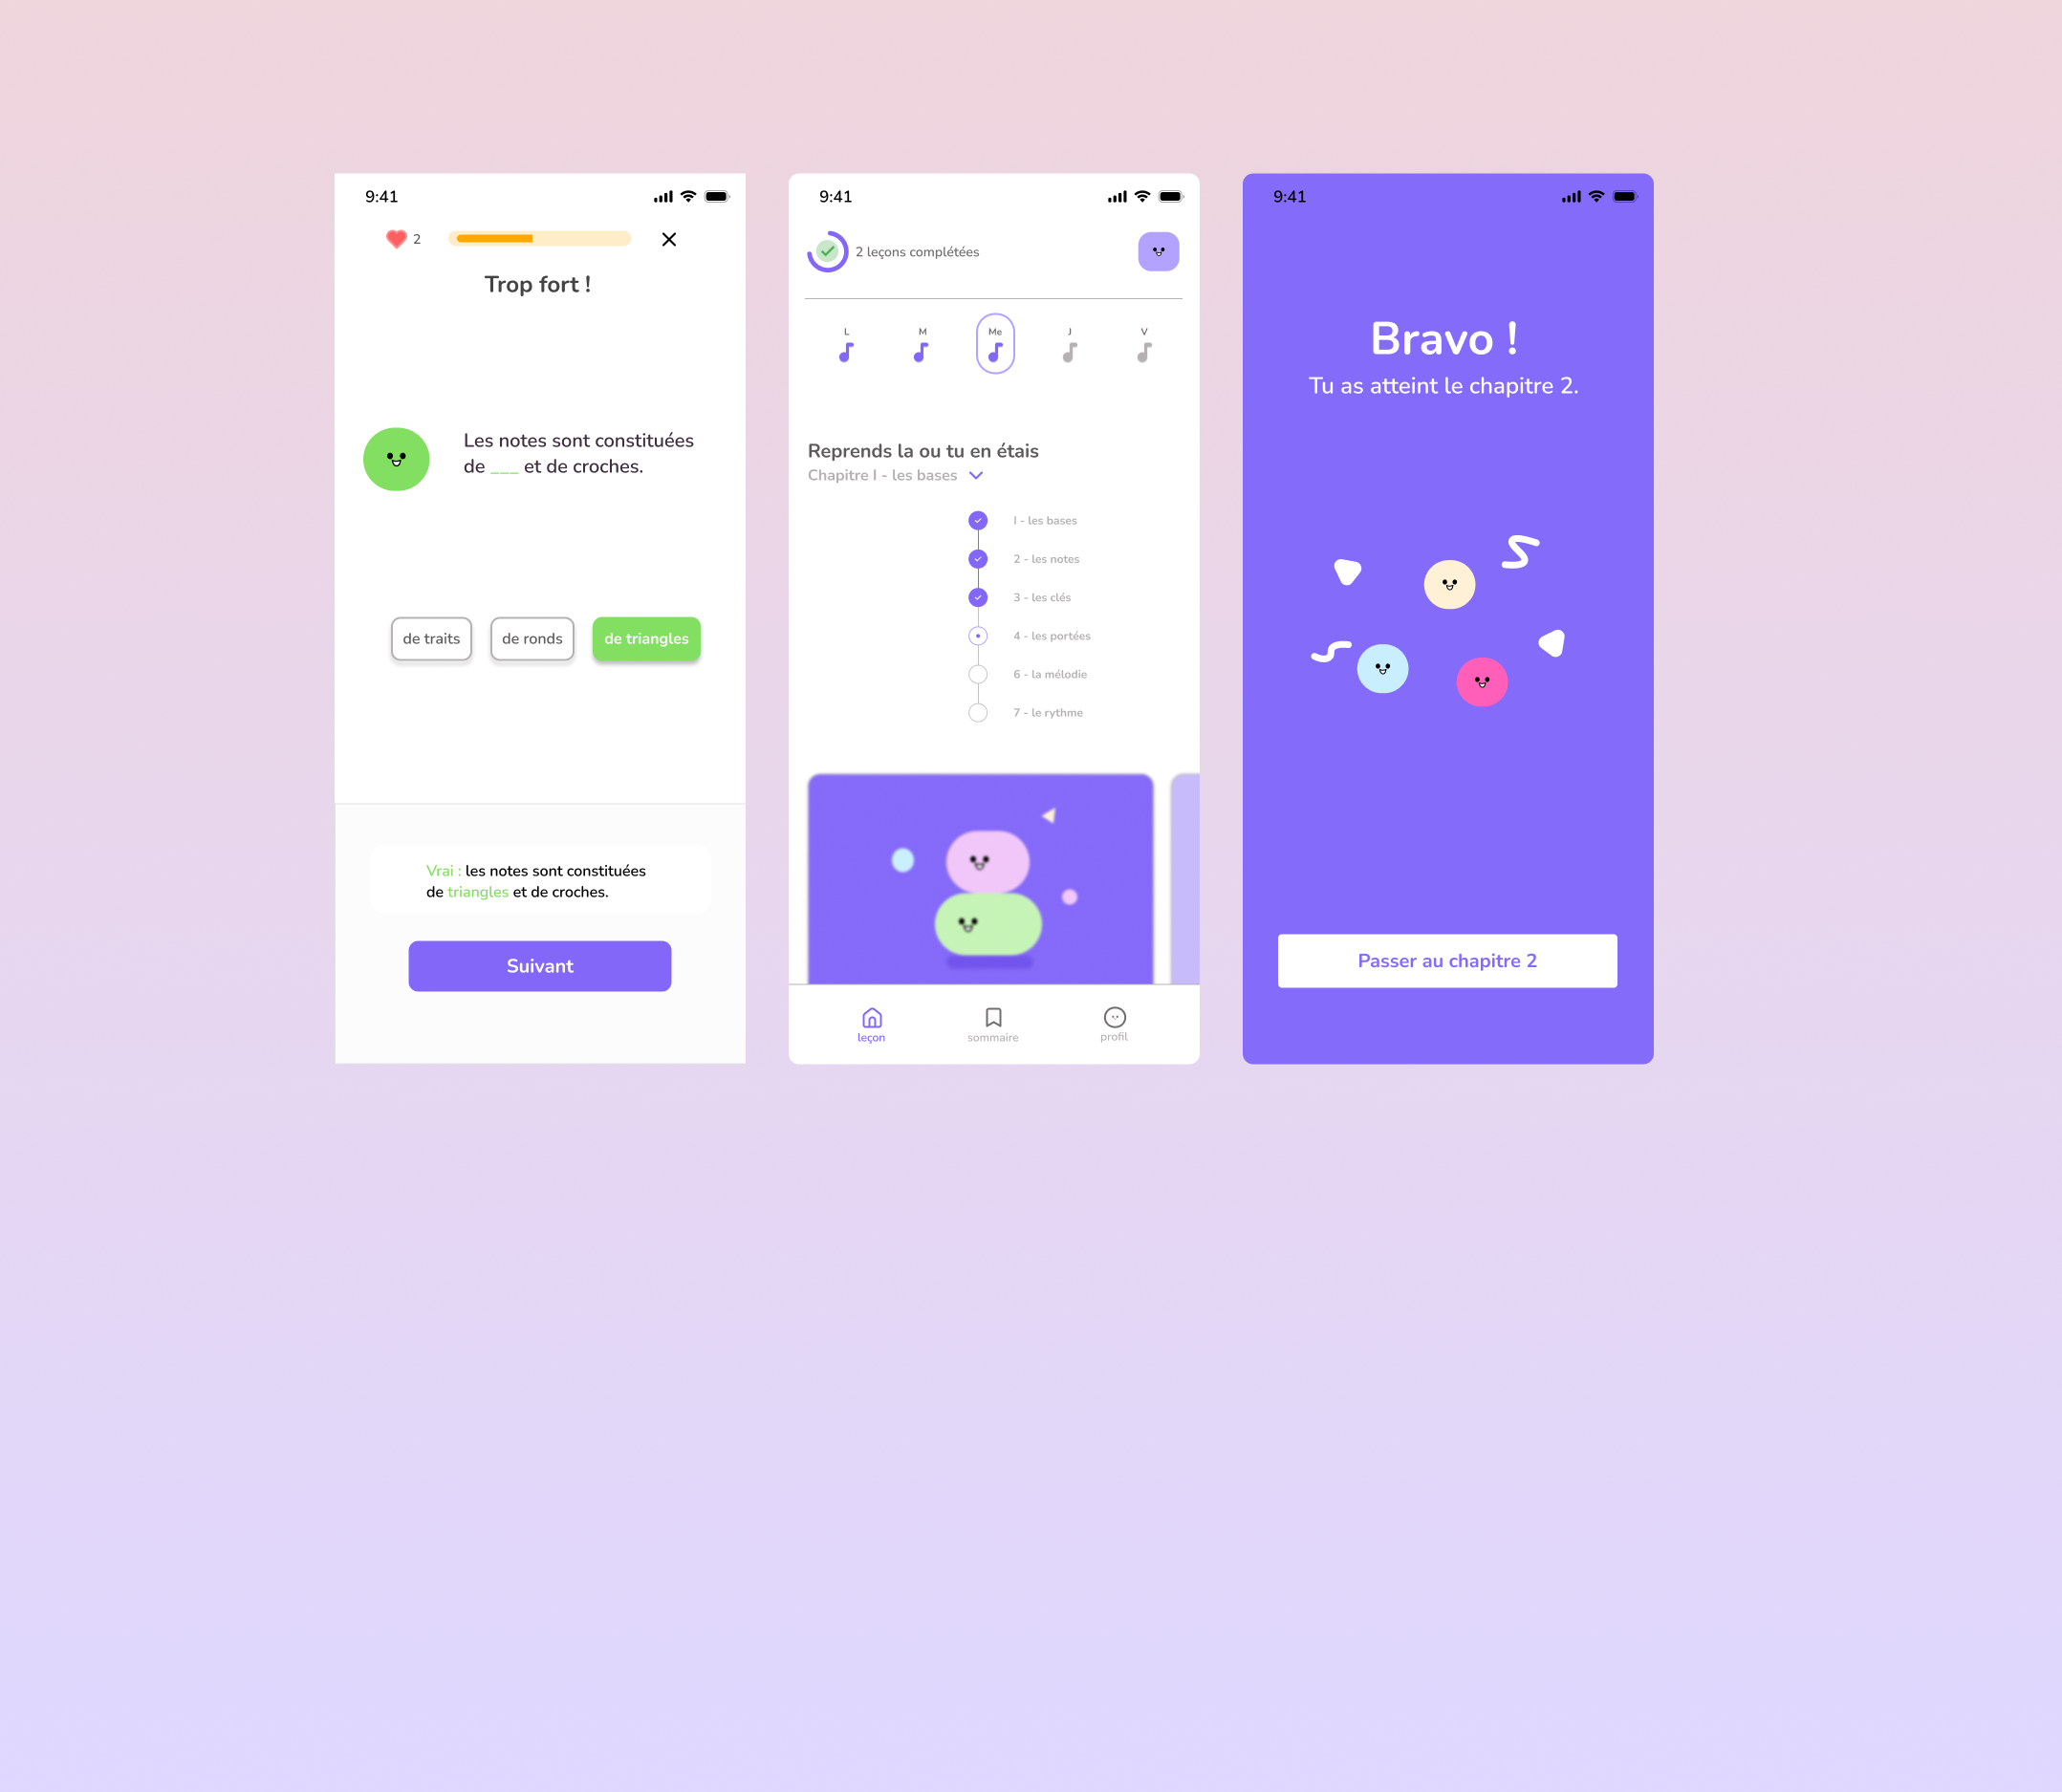 9:41
2
Trop fort !
Les notes sont constituées
de ___ et de croches.
de traits
de ronds
de triangles
Vrai : les notes sont constituées
de triangles et de croches.
Suivant
9:41
2 leçons complétées
L
M
Me
J
V
Reprends la ou tu en étais
Chapitre I - les bases
I - les bases
2 - les notes
3 - les clés
4 - les portées
6 - la mélodie
7 - le rythme
leçon
sommaire
profil
9:41
Bravo !
Tu as atteint le chapitre 2.
Passer au chapitre 2